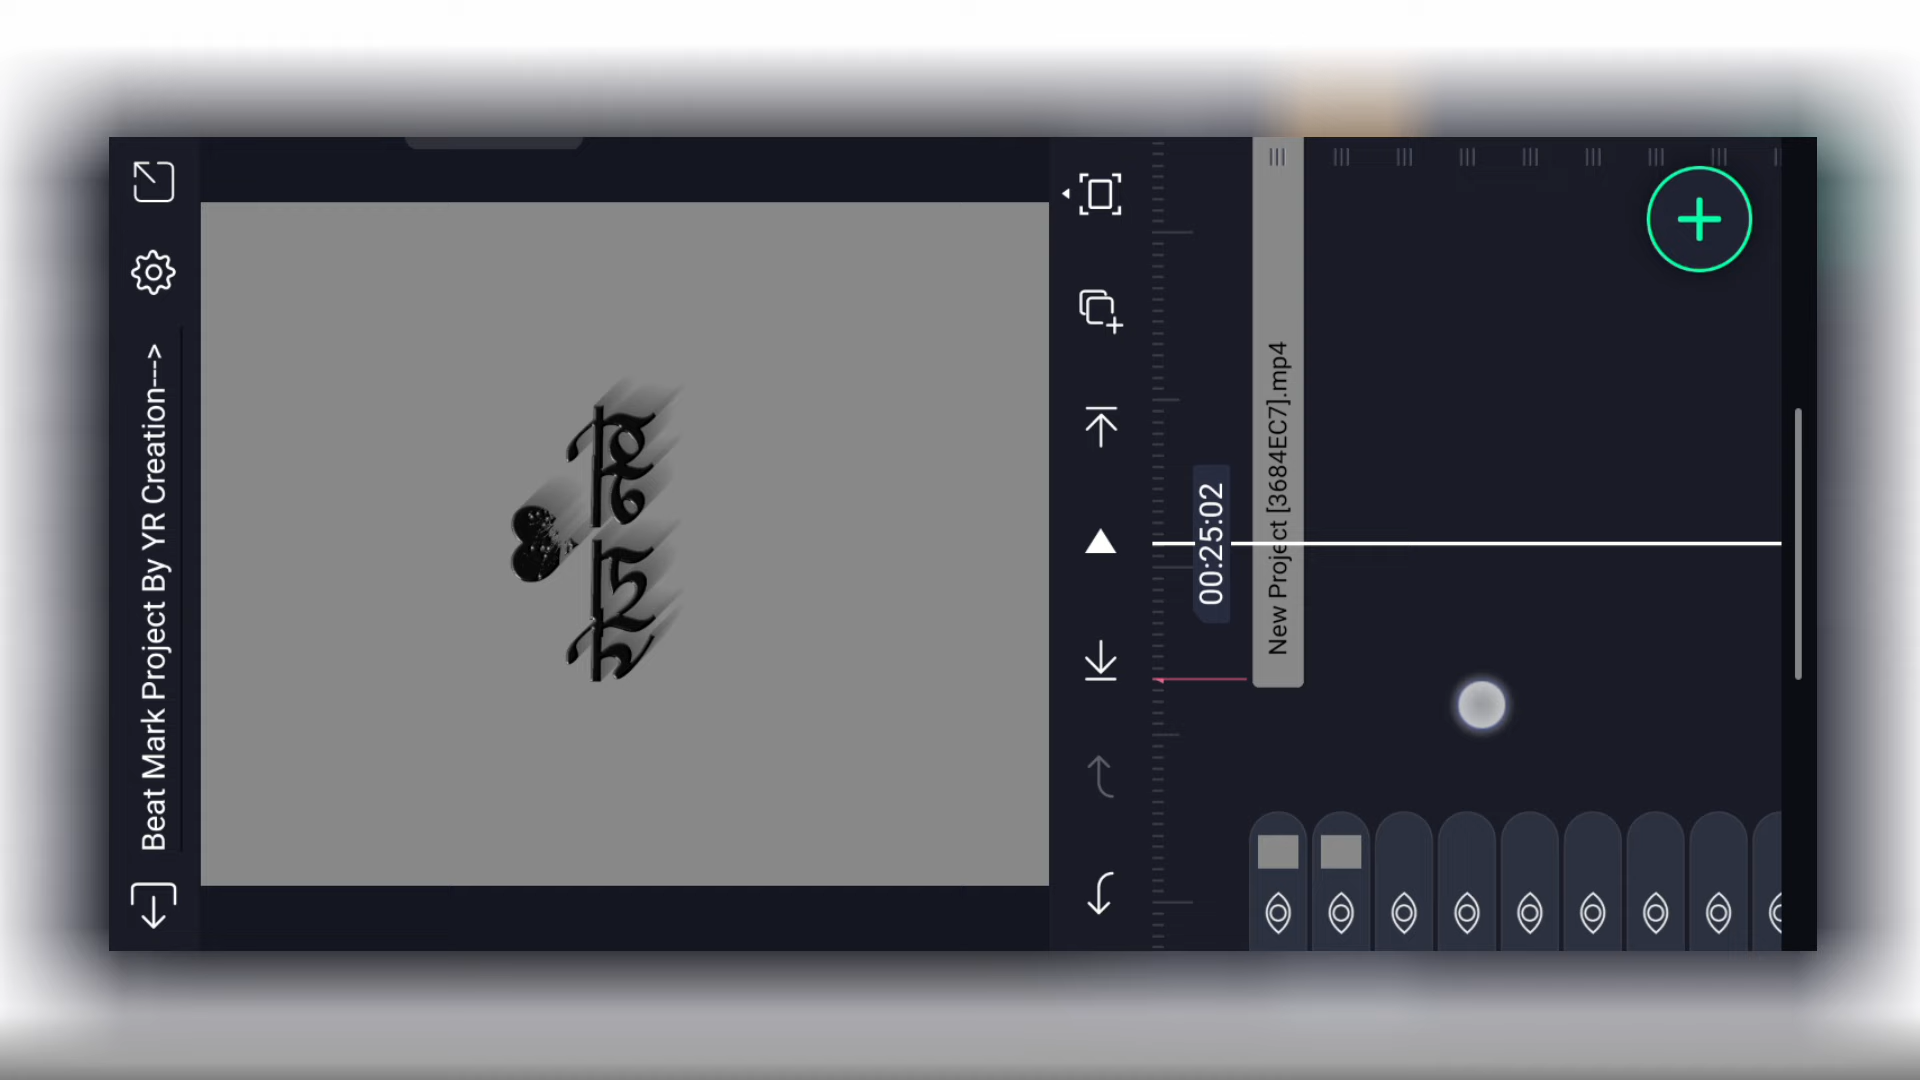 Beat Mark Project By YR Creation--->
00:25:02
New Project [3684EC7].mp4